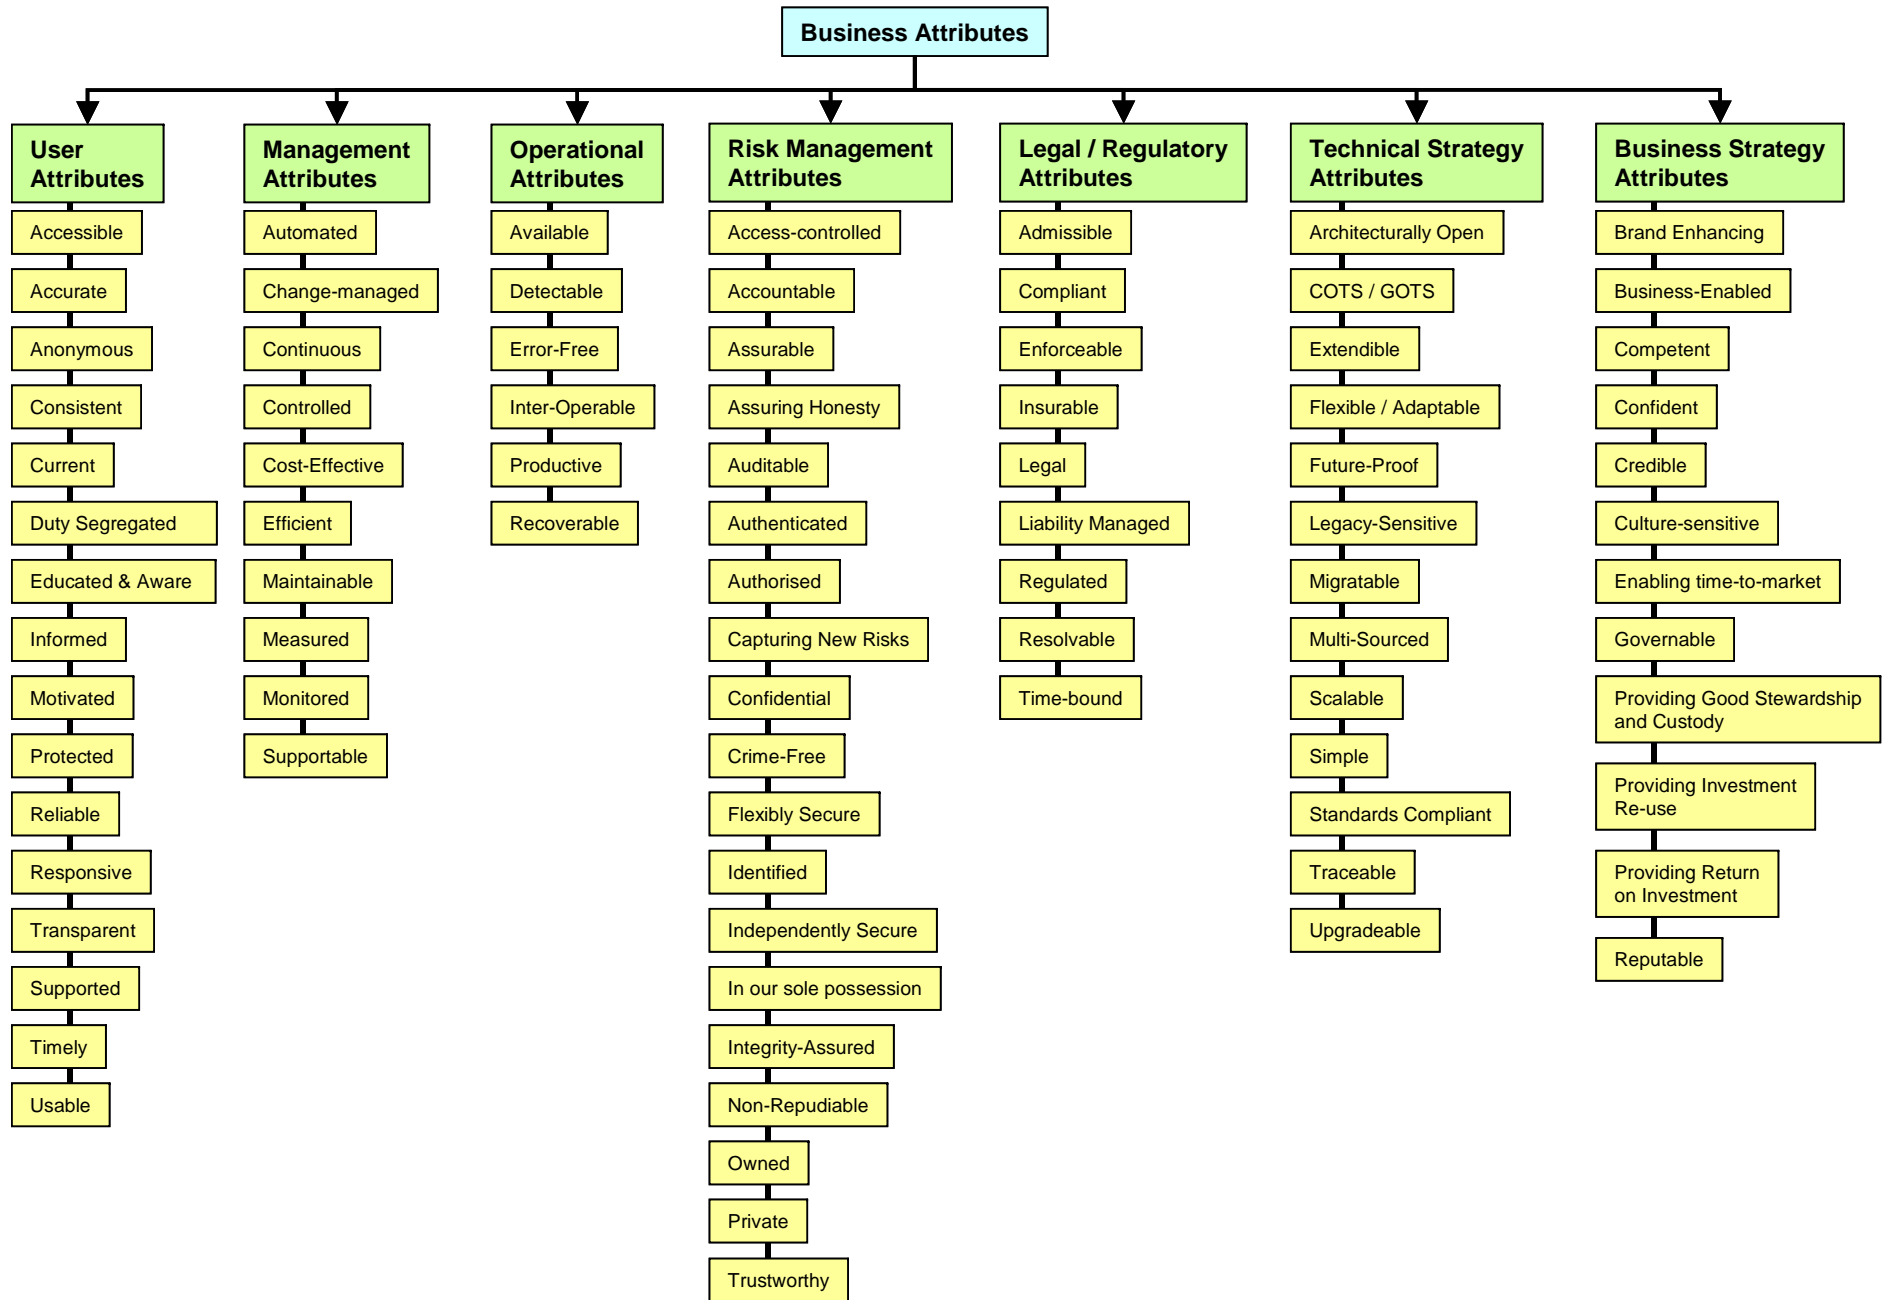 Business Attributes
User
Attributes
Accessible
Accurate
Anonymous
Consistent
Current
Duty Segregated
Educated & Aware
Informed
Motivated
Protected
Reliable
Responsive
Transparent
Supported
Timely
Usable
Management
Attributes
Automated
Change-managed
Continuous
Controlled
Cost-Effective
Efficient
Maintainable
Measured
Monitored
Supportable
Operational
Attributes
Available
Detectable
Error-Free
Inter-Operable
Productive
Recoverable
Risk Management
Attributes
Access-controlled
Accountable
Assurable
Assuring Honesty
Auditable
Authenticated
Authorised
Capturing New Risks
Confidential
Crime-Free
Flexibly Secure
Identified
Independently Secure
In our sole possession
Integrity-Assured
Non-Repudiable
Owned
Private
Trustworthy
Legal / Regulatory
Attributes
Admissible
Compliant
Enforceable
Insurable
Legal
Liability Managed
Regulated
Resolvable
Time-bound
Technical Strategy
Attributes
Architecturally Open
COTS / GOTS
Extendible
Flexible / Adaptable
Future-Proof
Legacy-Sensitive
Migratable
Multi-Sourced
Scalable
Simple
Standards Compliant
Traceable
Upgradeable
Business Strategy
Attributes
Brand Enhancing
Business-Enabled
Competent
Confident
Credible
Culture-sensitive
Enabling time-to-market
Governable
Providing Good Stewardship
and Custody
Providing Investment
Re-use
Providing Return
on Investment
Reputable